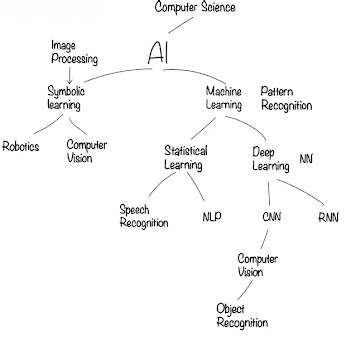 Computer Science
AI
Image
Processing
Symbolic
learning
Machine
Learning
Pattern
Recognition
Robotics
Computer
Vision
Statistical
Learning
Deep
Learning
NN
Speech
Recognition
NLP
CNN
RNN
Computer
Vision
Object
Recognition